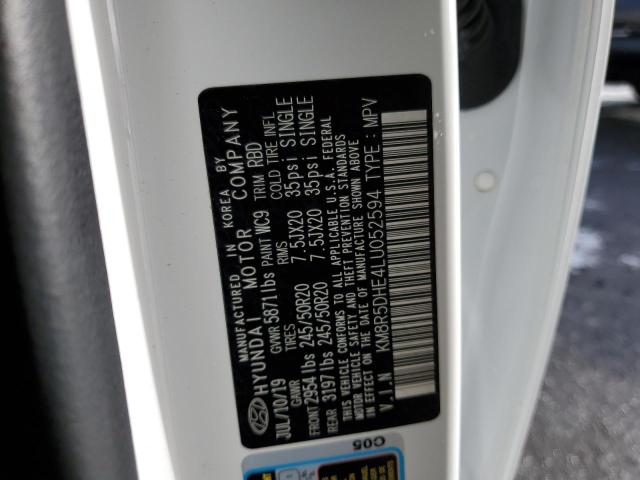 MANUFACTURED IN KOREA BY
HYUNDAI MOTOR COMPANY
JUL/10/19 GVWR 5871lbs PAINT WC9 TRIM RBD
GAWR TIRES RIMS COLD TIRE INFL
FRONT 2954 lbs 245/50R20 7.5JX20 35psi SINGLE
REAR 3197lbs 245/50R20 7.5JX20 35psi SINGLE
THIS VEHICLE CONFORMS TO ALL APPLICABLE U.S.A. FEDERAL
MOTOR VEHICLE SAFETY AND THEFT PREVENTION STANDARDS
IN EFFECT ON THE DATE OF MANUFACTURE SHOWN ABOVE
V.I.N KM8R5DHE4LU052594 TYPE : MPV
C05